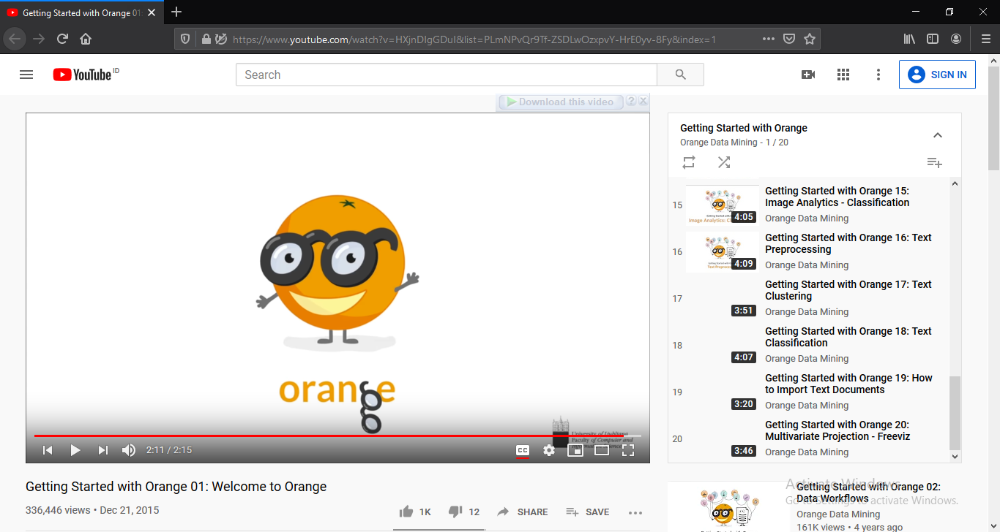 Getting Started with Orange 01:
https://www.youtube.com/watch?v=HXjnDIgGDuI&list=PLmNPvQr9Tf-ZSDLwOzxpvY-HrE0yv-8Fy&index=1
YouTube ID
Search
SIGN IN
Download this video ? X
orange
University of Ljubljana
Faculty of Computer and
Information Science
2:11 / 2:15
CC
Getting Started with Orange 01: Welcome to Orange
336,446 views • Dec 21, 2015
1K
12
SHARE
SAVE
Getting Started with Orange
Orange Data Mining - 1 / 20
15
4:05
Getting Started with Orange 15:
Image Analytics - Classification
Orange Data Mining
16
4:09
Getting Started with Orange 16: Text
Preprocessing
Orange Data Mining
17
3:51
Getting Started with Orange 17: Text
Clustering
Orange Data Mining
18
4:07
Getting Started with Orange 18: Text
Classification
Orange Data Mining
19
3:20
Getting Started with Orange 19: How
to Import Text Documents
Orange Data Mining
20
3:46
Getting Started with Orange 20:
Multivariate Projection - Freeviz
Orange Data Mining
Getting Started with Orange 02:
Data Workflows
Orange Data Mining
161K views • 4 years ago
Activate Windows
Go to Settings to activate Windows.